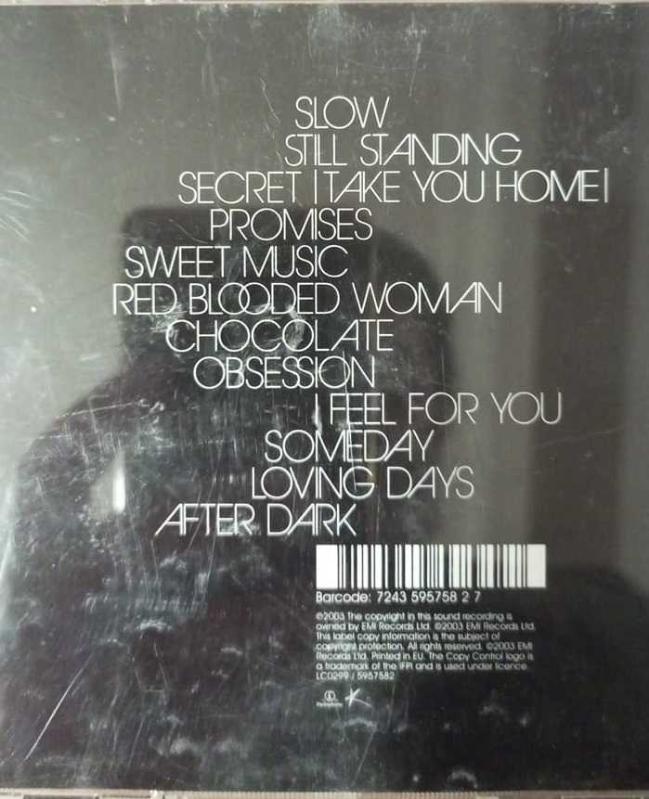 SLOW
STILL STANDING
SECRET |TAKE YOU HOME|
PROMISES
SWEET MUSIC
RED BLOODED WOMAN
CHOCOLATE
OBSESSION
I FEEL FOR YOU
SOMEDAY
LOVING DAYS
AFTER DARK
Barcode: 7243 595758 2 7
℗2003 The copyright in this sound recording is
owned by EMI Records Ltd. ©2003 EMI Records Ltd.
This label copy information is the subject of
copyright protection. All rights reserved. ©2003 EMI
Records Ltd. Printed in EU. The Copy Control logo is
a trademark of the IFPI and is used under licence.
LC0299 / 5957582
Parlophone